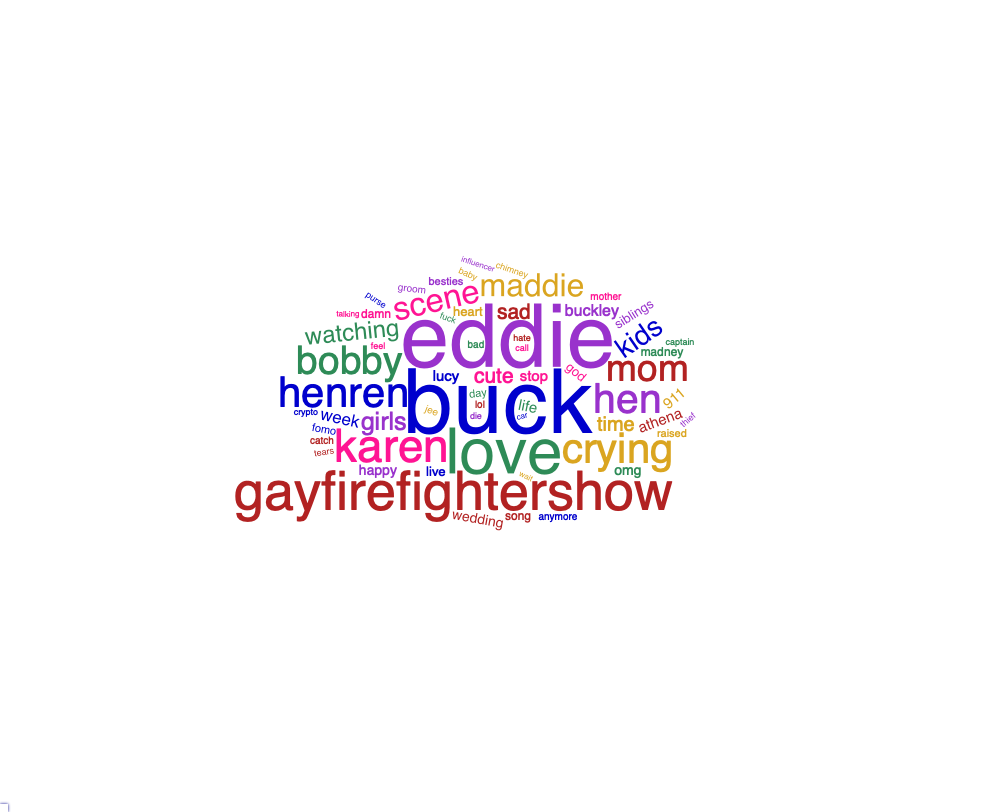 influencer
chimney
baby
besties
maddie
groom
purse
scene
mother
talking
damn
heart
fuck
sad
buckley
siblings
watching
eddie
kids
feel
bad
hate
call
captain
madney
bobby
mom
god
lucy
cute
stop
henren
buck
hen
911
day
lol
die
jee
life
car
crypto
week
girls
time
athena
thief
fomo
raised
catch
tears
karen
love
crying
happy
live
wait
omg
gayfirefightershow
wedding
song
anymore